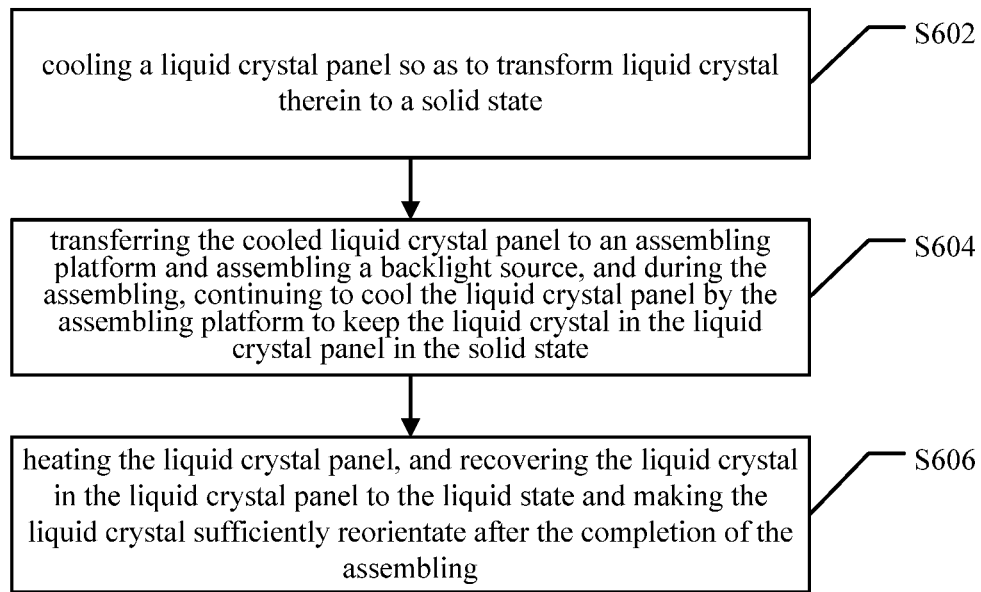 cooling a liquid crystal panel so as to transform liquid crystal
therein to a solid state
S602
transferring the cooled liquid crystal panel to an assembling
platform and assembling a backlight source, and during the
assembling, continuing to cool the liquid crystal panel by the
assembling platform to keep the liquid crystal in the liquid
crystal panel in the solid state
S604
heating the liquid crystal panel, and recovering the liquid crystal
in the liquid crystal panel to the liquid state and making the
liquid crystal sufficiently reorientate after the completion of the
assembling
S606